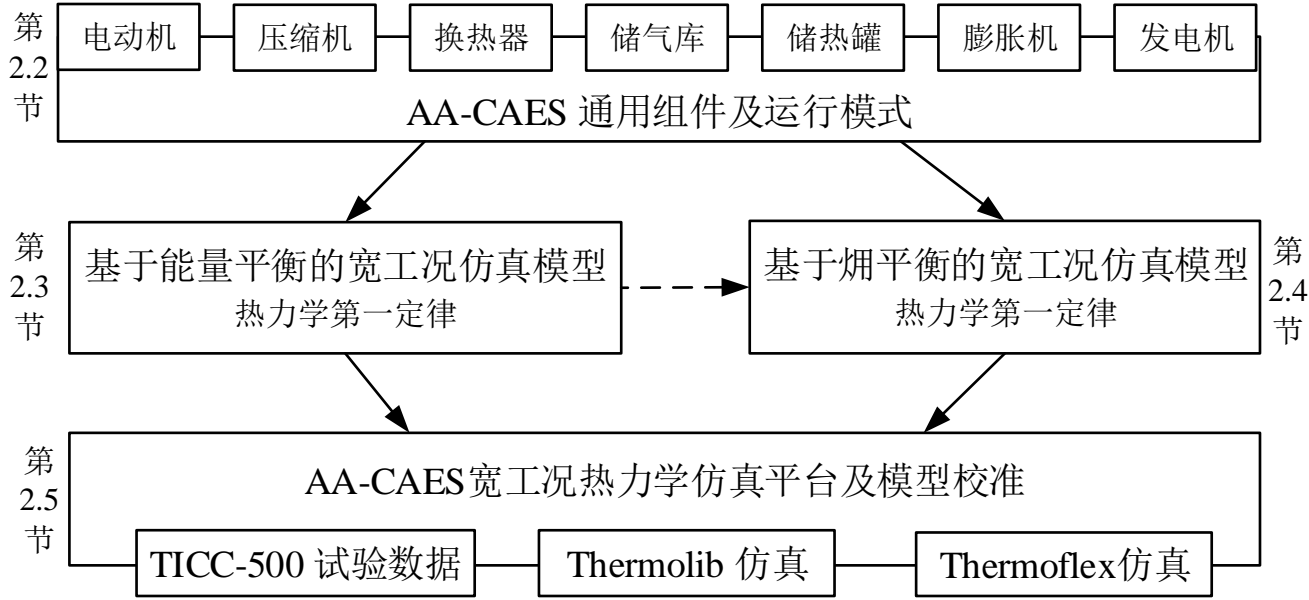 第
2.2
节
电动机 压缩机 换热器 储气库 储热罐 膨胀机 发电机
AA-CAES 通用组件及运行模式
第
2.3
节
基于能量平衡的宽工况仿真模型
热力学第一定律
基于㶲平衡的宽工况仿真模型
热力学第一定律
第
2.4
节
第
2.5
节
AA-CAES宽工况热力学仿真平台及模型校准
TICC-500 试验数据 Thermolib 仿真 Thermoflex仿真